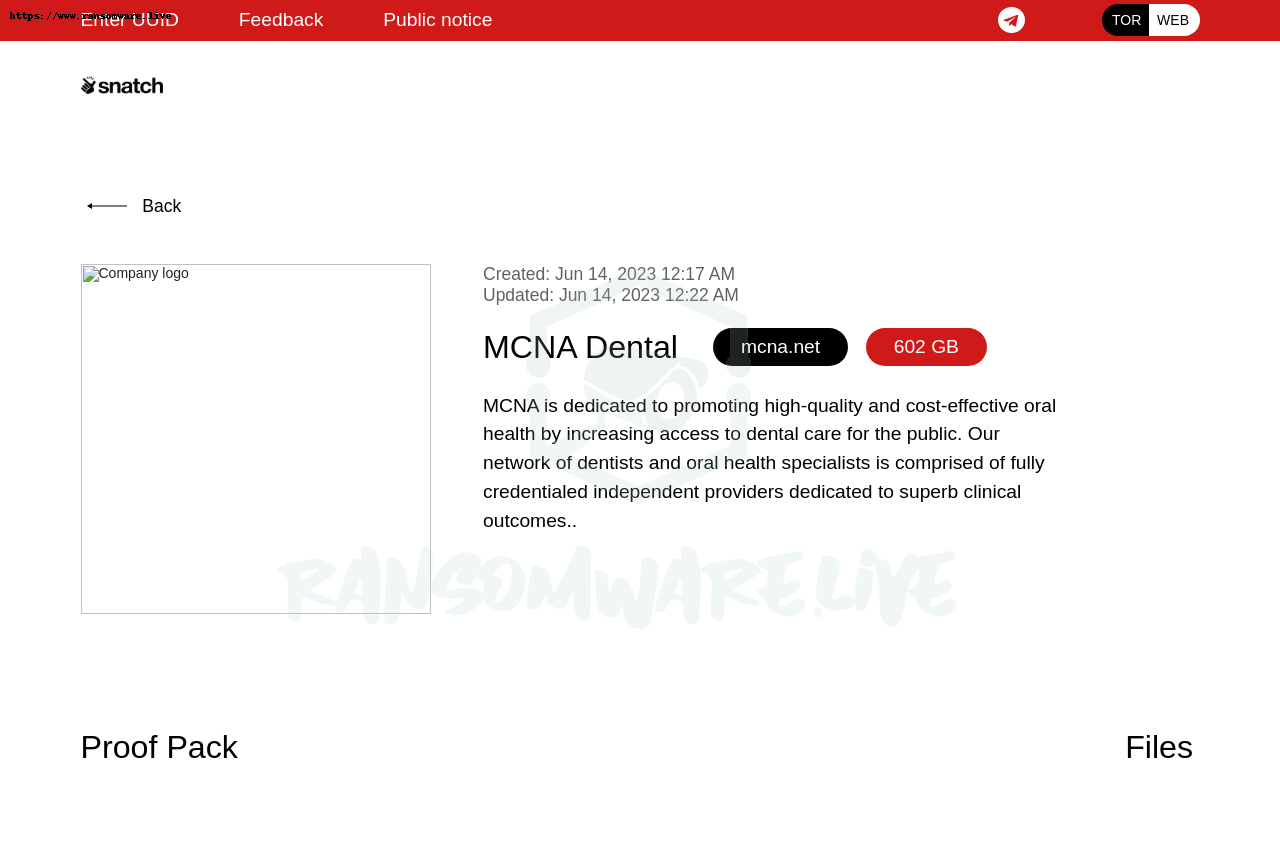 https://www.ransomware.live
Enter UUID Feedback Public notice TOR WEB
snatch
Back
Company logo
Created: Jun 14, 2023 12:17 AM
Updated: Jun 14, 2023 12:22 AM
MCNA Dental mcna.net 602 GB
MCNA is dedicated to promoting high-quality and cost-effective oral
health by increasing access to dental care for the public. Our
network of dentists and oral health specialists is comprised of fully
credentialed independent providers dedicated to superb clinical
outcomes..
RANSOMWARE.LIVE
Proof Pack Files